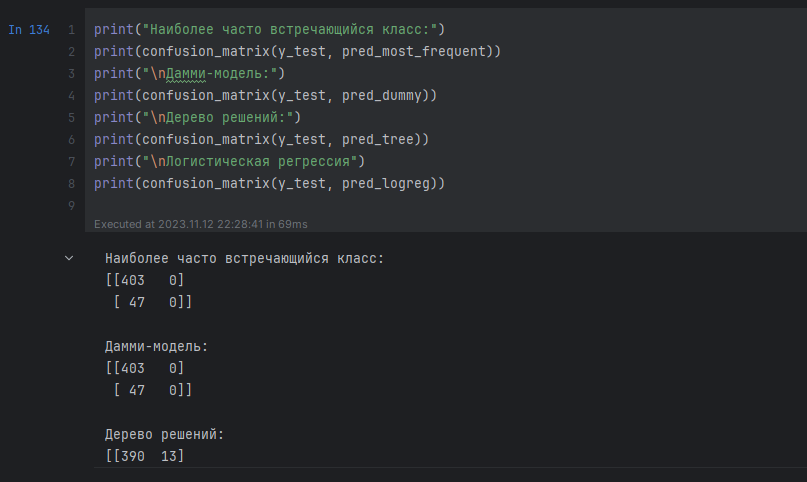 In 134
1 print("Наиболее часто встречающийся класс:")
2 print(confusion_matrix(y_test, pred_most_frequent))
3 print("\nДамми-модель:")
4 print(confusion_matrix(y_test, pred_dummy))
5 print("\nДерево решений:")
6 print(confusion_matrix(y_test, pred_tree))
7 print("\nЛогистическая регрессия")
8 print(confusion_matrix(y_test, pred_logreg))
9
Executed at 2023.11.12 22:28:41 in 69ms
Наиболее часто встречающийся класс:
[[403   0]
 [ 47   0]]
Дамми-модель:
[[403   0]
 [ 47   0]]
Дерево решений:
[[390  13]